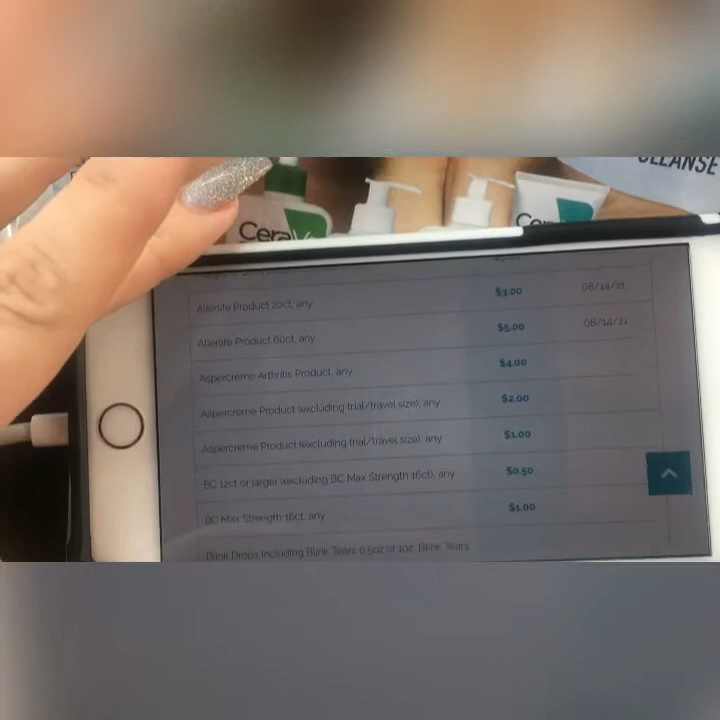 CLEANSE
CeraV
Cera
Allerlife Product 20ct, any $3.00 08/14/21
Allerlife Product 60ct, any $5.00 08/14/21
Aspercreme Arthritis Product, any $4.00
Aspercreme Product (excluding trial/travel size), any $2.00
Aspercreme Product (excluding trial/travel size), any $1.00
BC 12ct or larger (excluding BC Max Strength 16ct), any $0.50
BC Max Strength 16ct, any $1.00
Blink Drops Including Blink Tears 0.5oz or 1oz, Blink Tears